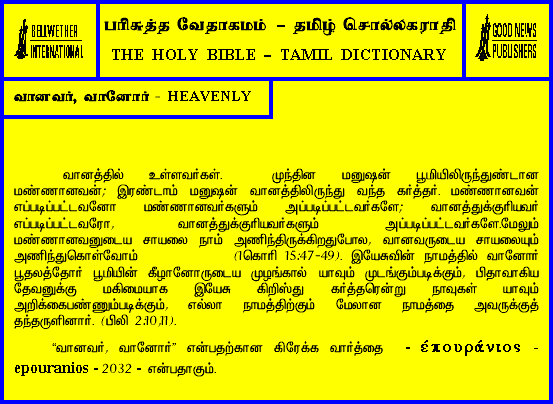 BELLWETHER
INTERNATIONAL
பரிசுத்த வேதாகமம் – தமிழ் சொல்லகராதி
THE HOLY BIBLE – TAMIL DICTIONARY
GOOD NEWS
PUBLISHERS
வானவர், வானோர் - HEAVENLY
வானத்தில் உள்ளவர்கள். முந்தின மனுஷன் பூமியிலிருந்துண்டான
மண்ணானவன்; இரண்டாம் மனுஷன் வானத்திலிருந்து வந்த கர்த்தர். மண்ணானவன்
எப்படிப்பட்டவனோ மண்ணானவர்களும் அப்படிப்பட்டவர்களே; வானத்துக்குரியவர்
எப்படிப்பட்டவரோ, வானத்துக்குரியவர்களும் அப்படிப்பட்டவர்களே.மேலும்
மண்ணானவனுடைய சாயலை நாம் அணிந்திருக்கிறதுபோல, வானவருடைய சாயலையும்
அணிந்துகொள்வோம் (1கொரி 15:47-49). இயேசுவின் நாமத்தில் வானோர்
பூதலத்தோர் பூமியின் கீழானோருடைய முழங்கால் யாவும் முடங்கும்படிக்கும், பிதாவாகிய
தேவனுக்கு மகிமையாக இயேசு கிறிஸ்து கர்த்தரென்று நாவுகள் யாவும்
அறிக்கைபண்ணும்படிக்கும், எல்லா நாமத்திற்கும் மேலான நாமத்தை அவருக்குத்
தந்தருளினார். (பிலி 2:10,11).
“வானவர், வானோர்” என்பதற்கான கிரேக்க வார்த்தை - ἐπουράνιος -
epouranios - 2032 - என்பதாகும்.